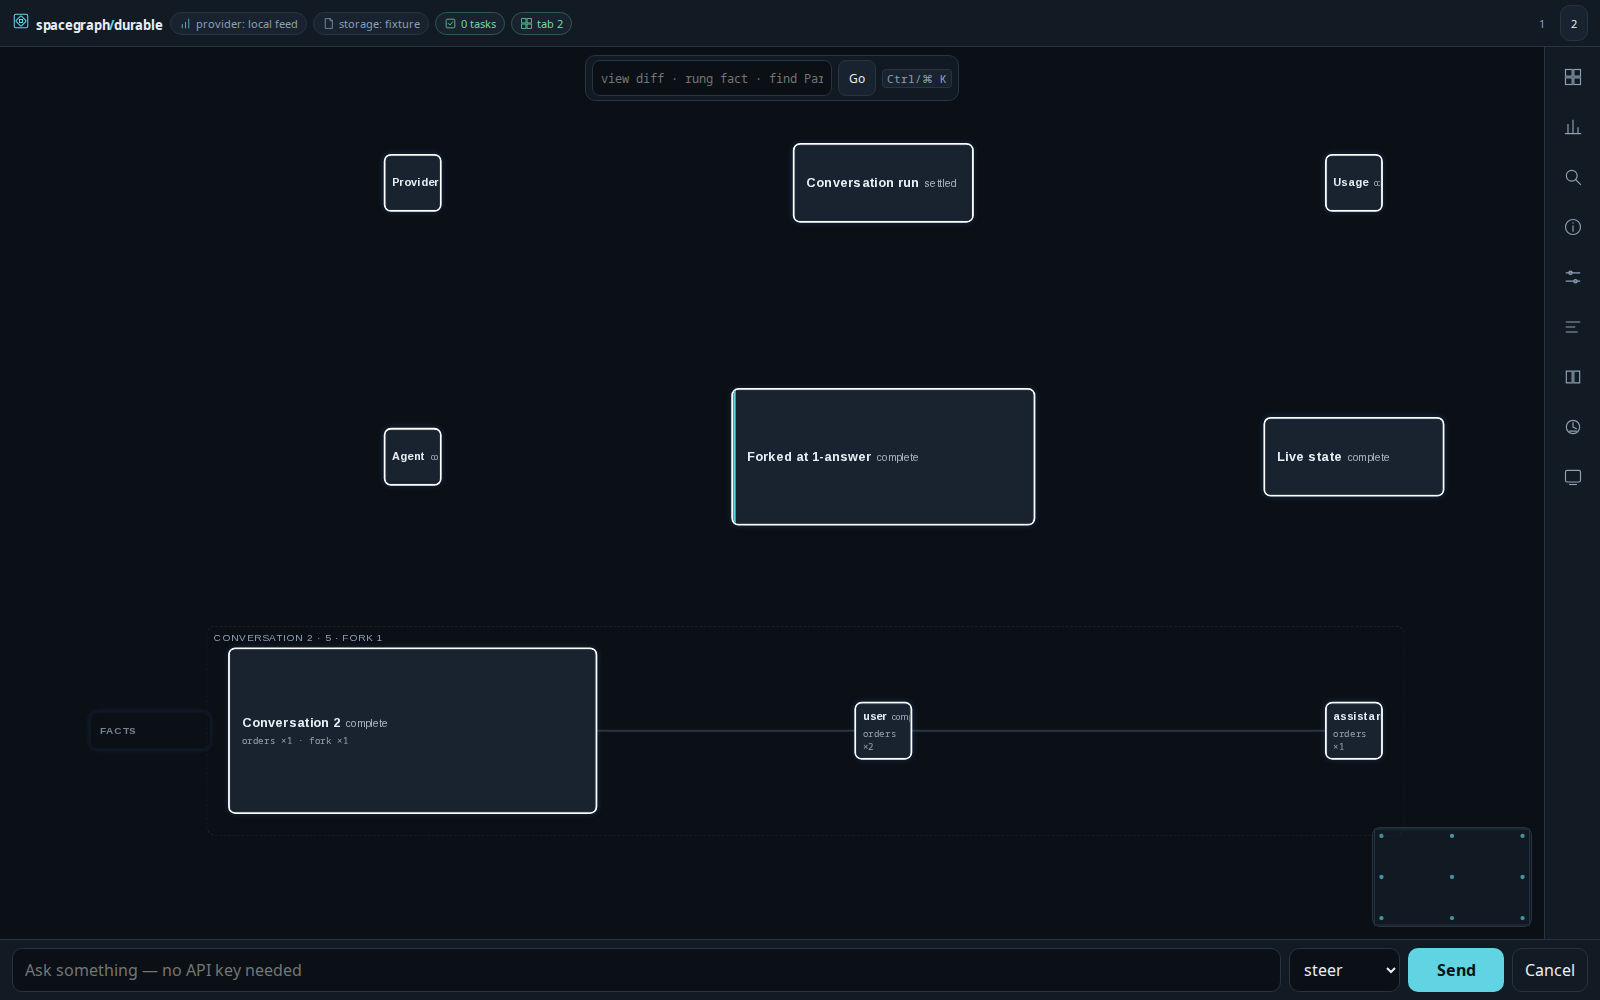 spacegraph/durable
provider: local feed
storage: fixture
0 tasks
tab 2
1
2
view diff · rung fact · find Par
Go
Ctrl/⌘ K
Provider
Conversation run settled
Usage
Agent
Forked at 1-answer complete
Live state complete
CONVERSATION 2 · 5 · FORK 1
FACTS
Conversation 2 complete
orders ×1 · fork ×1
user comp
orders
×2
assistan
orders
×1
Ask something — no API key needed
steer
Send
Cancel